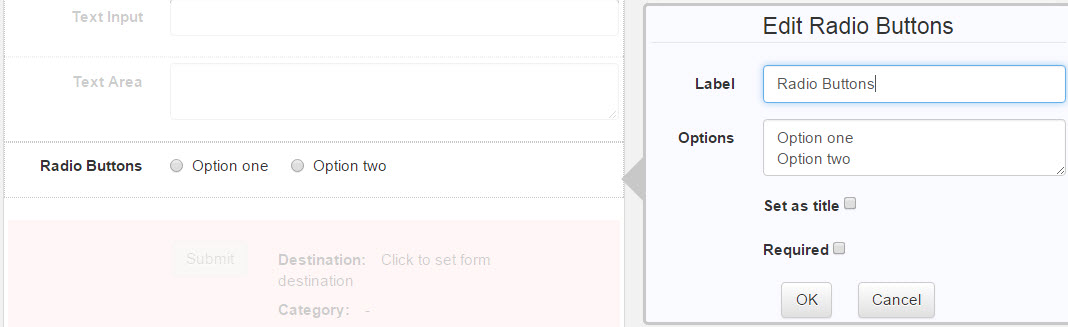 Text Input
Text Area
Radio Buttons Option one Option two
Submit Destination: Click to set form
destination
Category: -
Edit Radio Buttons
Label Radio Buttons
Options Option one
Option two
Set as title
Required
OK Cancel